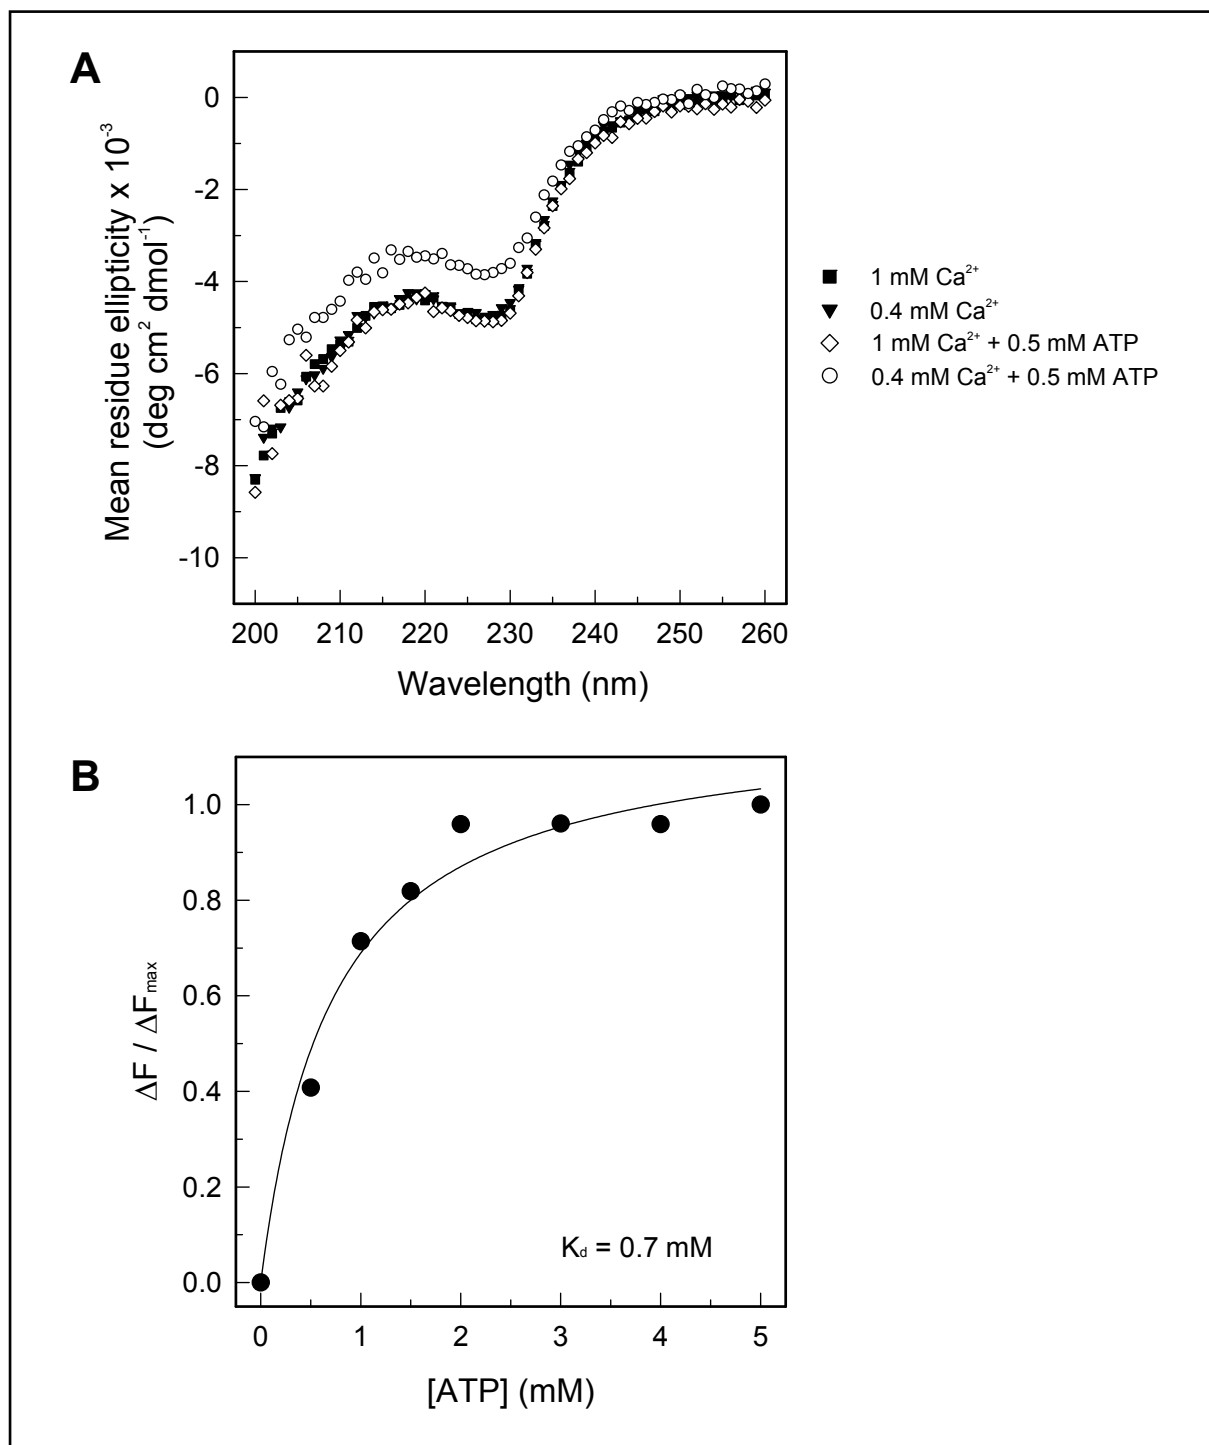 A
Mean residue ellipticity x 10⁻³
(deg cm² dmol⁻¹)
0
-2
-4
-6
-8
-10
200 210 220 230 240 250 260
Wavelength (nm)
1 mM Ca²⁺
0.4 mM Ca²⁺
1 mM Ca²⁺ + 0.5 mM ATP
0.4 mM Ca²⁺ + 0.5 mM ATP
B
ΔF / ΔFmax
1.0
0.8
0.6
0.4
0.2
0.0
Kd = 0.7 mM
0 1 2 3 4 5
[ATP] (mM)